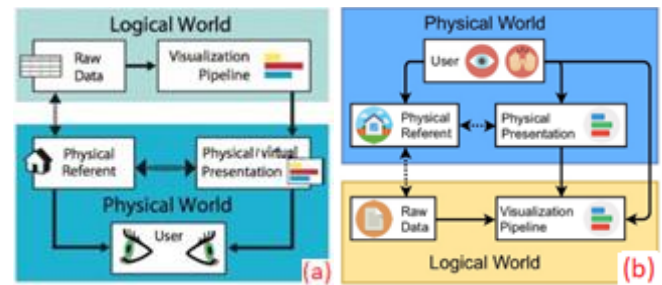 Logical World
Raw
Data
Visualization
Pipeline
Physical
Referent
Physical/virtual
Presentation
Physical World
User
(a)
Physical World
User
Physical
Referent
Physical
Presentation
Raw
Data
Visualization
Pipeline
Logical World
(b)